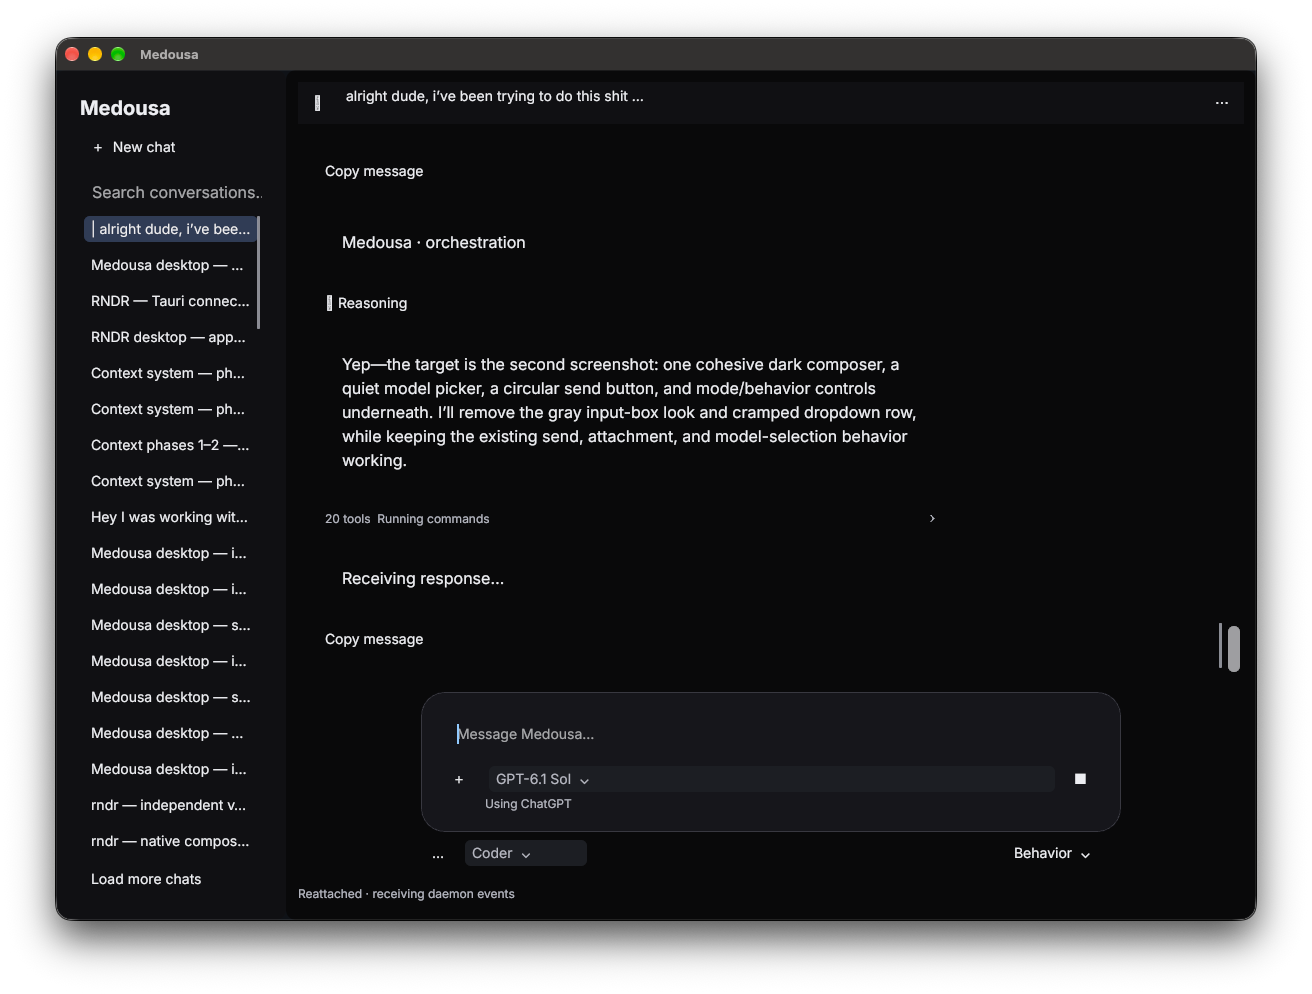 Medousa
Medousa
+ New chat
Search conversations..
alright dude, i’ve bee...
Medousa desktop — ...
RNDR — Tauri connec...
RNDR desktop — app...
Context system — ph...
Context system — ph...
Context phases 1–2 —...
Context system — ph...
Hey I was working wit...
Medousa desktop — i...
Medousa desktop — i...
Medousa desktop — s...
Medousa desktop — i...
Medousa desktop — s...
Medousa desktop — ...
Medousa desktop — i...
rndr — independent v...
rndr — native compos...
Load more chats
alright dude, i’ve been trying to do this shit ...
...
Copy message
Medousa · orchestration
Reasoning
Yep—the target is the second screenshot: one cohesive dark composer, a
quiet model picker, a circular send button, and mode/behavior controls
underneath. I’ll remove the gray input-box look and cramped dropdown row,
while keeping the existing send, attachment, and model-selection behavior
working.
20 tools Running commands
Receiving response...
Copy message
Message Medousa...
+ GPT-6.1 Sol
Using ChatGPT
... Coder
Behavior
Reattached · receiving daemon events